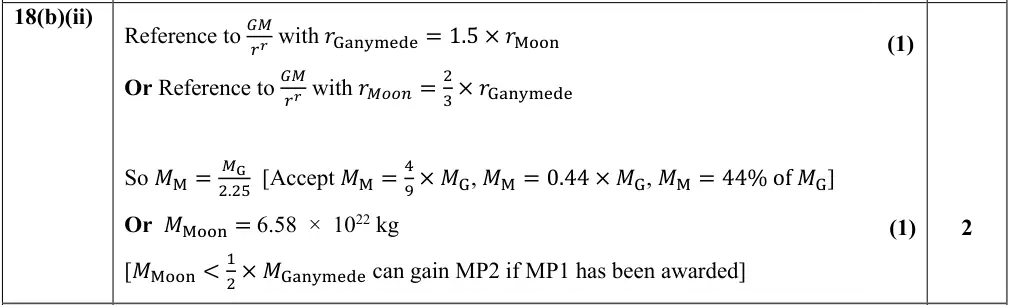 18(b)(ii)
Reference to GM/r^r with r_Ganymede = 1.5 × r_Moon (1)
Or Reference to GM/r^r with r_Moon = 2/3 × r_Ganymede
So M_M = M_G/2.25 [Accept M_M = 4/9 × M_G, M_M = 0.44 × M_G, M_M = 44% of M_G]
Or M_Moon = 6.58 × 10^22 kg (1) 2
[M_Moon < 1/2 × M_Ganymede can gain MP2 if MP1 has been awarded]